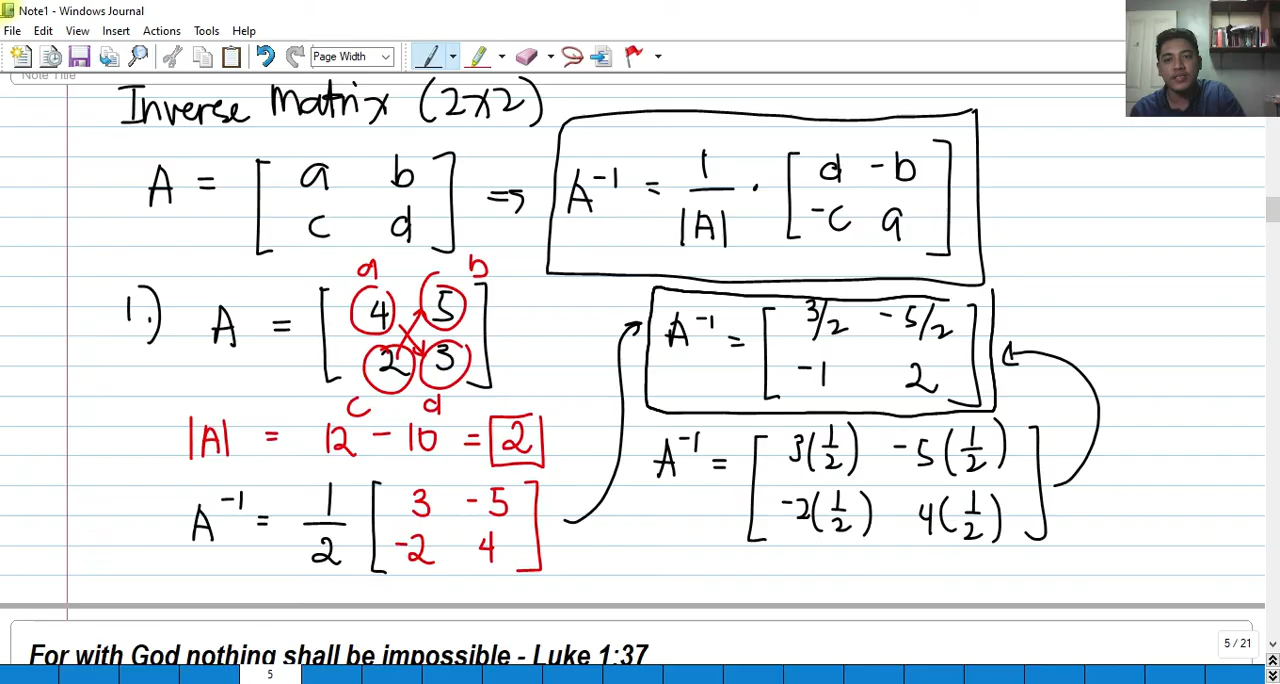 Note1 - Windows Journal
File Edit View Insert Actions Tools Help
Page Width
Note Title
Inverse Matrix (2x2)
A = [ a b ; c d ] => A⁻¹ = 1/|A| · [ d -b ; -c a ]
a b
1.) A = [ 4 5 ; 2 3 ]
c d
A⁻¹ = [ 3/2 -5/2 ; -1 2 ]
|A| = 12 - 10 = 2
A⁻¹ = [ 3(1/2) -5(1/2) ; -2(1/2) 4(1/2) ]
A⁻¹ = 1/2 [ 3 -5 ; -2 4 ]
For with God nothing shall be impossible - Luke 1:37
5 / 21
5